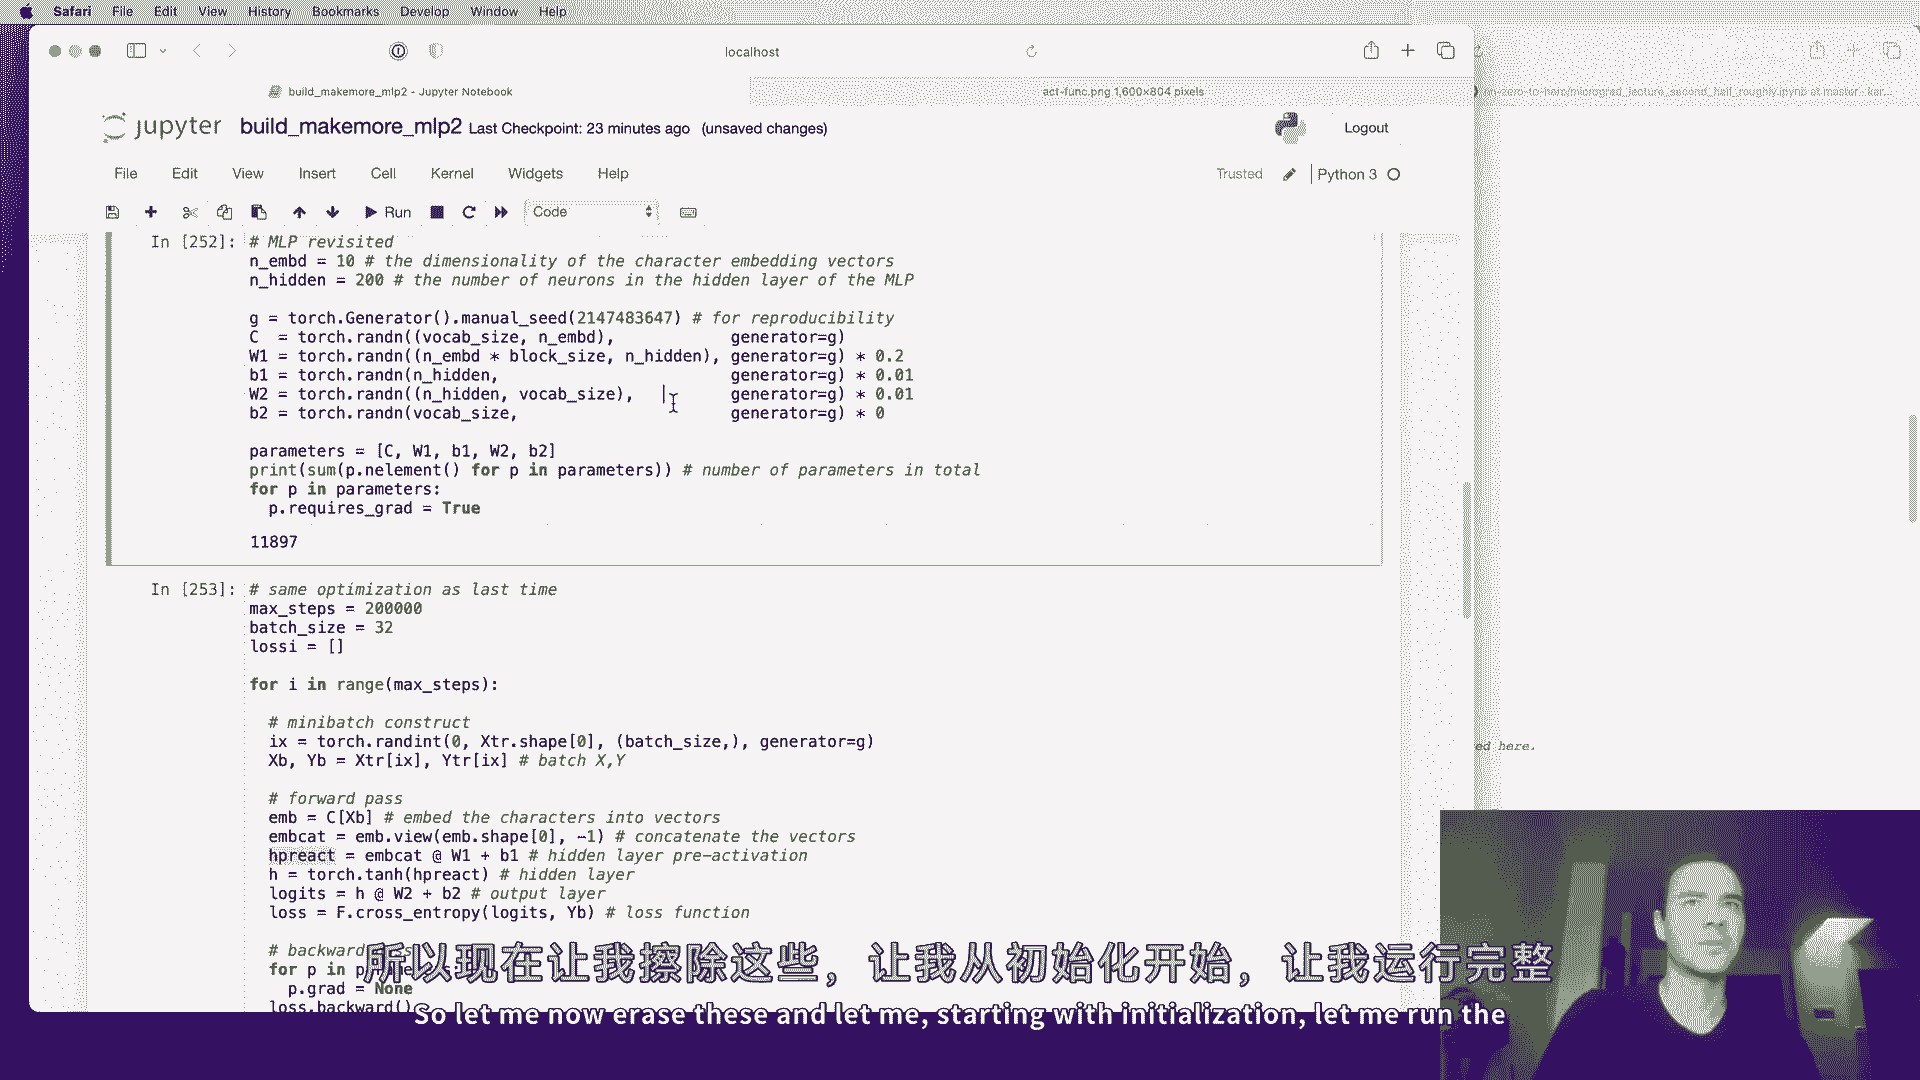 Safari File Edit View History Bookmarks Develop Window Help
localhost
build_makemore_mlp2 - Jupyter Notebook
act-func.png 1,600×804 pixels
jupyter build_makemore_mlp2 Last Checkpoint: 23 minutes ago (unsaved changes)
Logout
File Edit View Insert Cell Kernel Widgets Help
Trusted Python 3
Run Code
In [252]: # MLP revisited
n_embd = 10 # the dimensionality of the character embedding vectors
n_hidden = 200 # the number of neurons in the hidden layer of the MLP
g = torch.Generator().manual_seed(2147483647) # for reproducibility
C = torch.randn((vocab_size, n_embd), generator=g)
W1 = torch.randn((n_embd * block_size, n_hidden), generator=g) * 0.2
b1 = torch.randn(n_hidden, generator=g) * 0.01
W2 = torch.randn((n_hidden, vocab_size), generator=g) * 0.01
b2 = torch.randn(vocab_size, generator=g) * 0
parameters = [C, W1, b1, W2, b2]
print(sum(p.nelement() for p in parameters)) # number of parameters in total
for p in parameters:
p.requires_grad = True
11897
In [253]: # same optimization as last time
max_steps = 200000
batch_size = 32
lossi = []
for i in range(max_steps):
# minibatch construct
ix = torch.randint(0, Xtr.shape[0], (batch_size,), generator=g)
Xb, Yb = Xtr[ix], Ytr[ix] # batch X,Y
ed here.
# forward pass
emb = C[Xb] # embed the characters into vectors
embcat = emb.view(emb.shape[0], -1) # concatenate the vectors
hpreact = embcat @ W1 + b1 # hidden layer pre-activation
h = torch.tanh(hpreact) # hidden layer
logits = h @ W2 + b2 # output layer
loss = F.cross_entropy(logits, Yb) # loss function
# backward
for p in
p.grad = None
loss.backward()
所以现在让我擦除这些，让我从初始化开始，让我运行完整
So let me now erase these and let me, starting with initialization, let me run the